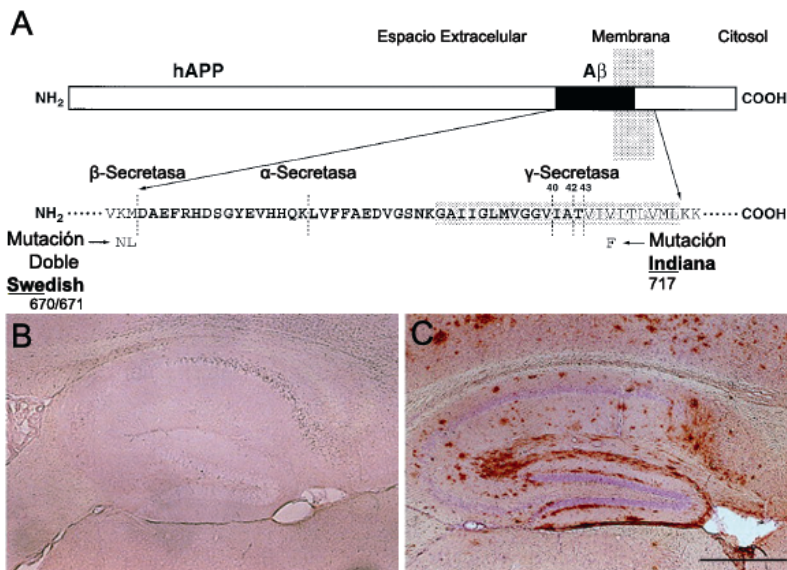 A
Espacio Extracelular Membrana Citosol
hAPP Aβ
NH2 COOH
β-Secretasa α-Secretasa γ-Secretasa
40 42 43
NH2 ······VKMDAEFRHDSGYEVHHQKLVFFAEDVGSNKGAIIGLMVGGVVIATVIVITLVMLKK······ COOH
Mutación → NL F ← Mutación
Doble Indiana
Swedish 717
670/671
B C